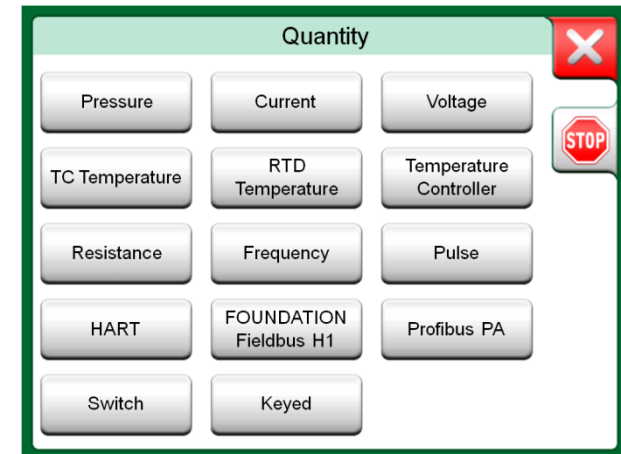 Quantity
Pressure
Current
Voltage
STOP
TC Temperature
RTD
Temperature
Temperature
Controller
Resistance
Frequency
Pulse
HART
FOUNDATION
Fieldbus H1
Profibus PA
Switch
Keyed